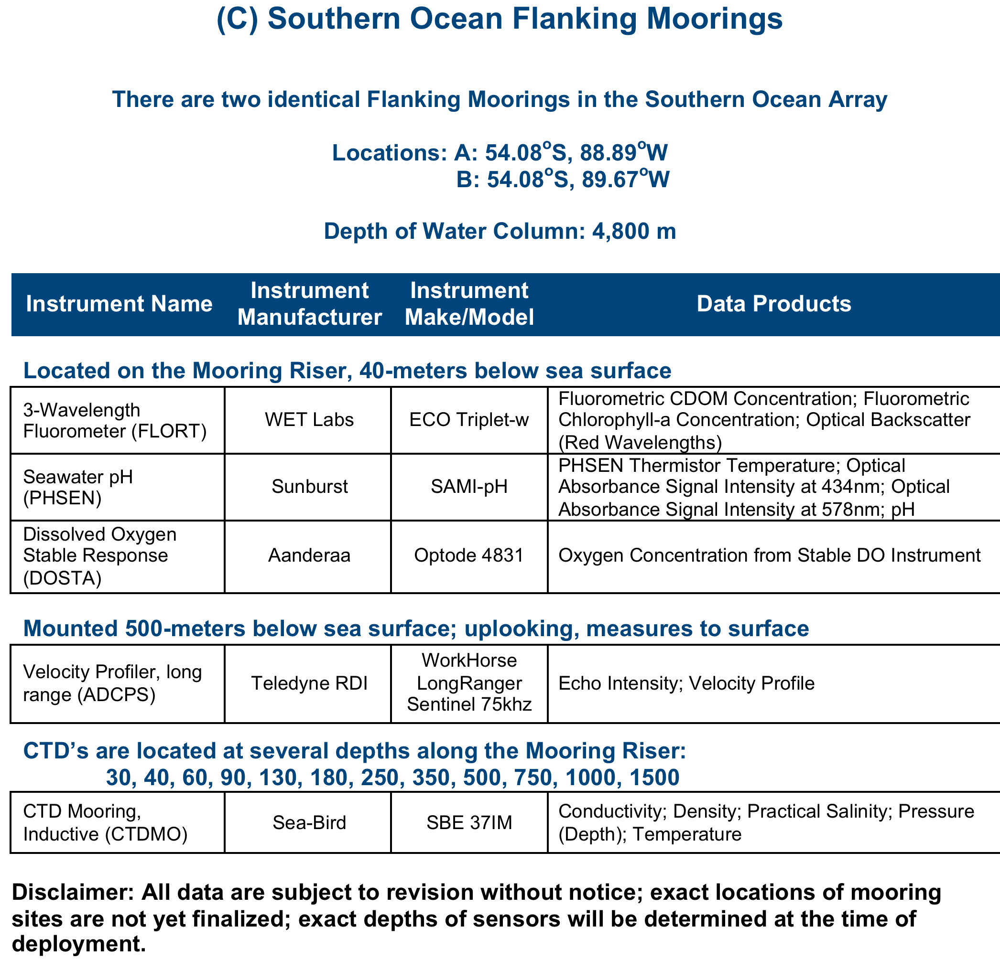 (C) Southern Ocean Flanking Moorings
There are two identical Flanking Moorings in the Southern Ocean Array
Locations: A: 54.08°S, 88.89°W
B: 54.08°S, 89.67°W
Depth of Water Column: 4,800 m
Instrument Name
Instrument
Manufacturer
Instrument
Make/Model
Data Products
Located on the Mooring Riser, 40-meters below sea surface
3-Wavelength
Fluorometer (FLORT)
WET Labs
ECO Triplet-w
Fluorometric CDOM Concentration; Fluorometric
Chlorophyll-a Concentration; Optical Backscatter
(Red Wavelengths)
Seawater pH
(PHSEN)
Sunburst
SAMI-pH
PHSEN Thermistor Temperature; Optical
Absorbance Signal Intensity at 434nm; Optical
Absorbance Signal Intensity at 578nm; pH
Dissolved Oxygen
Stable Response
(DOSTA)
Aanderaa
Optode 4831
Oxygen Concentration from Stable DO Instrument
Mounted 500-meters below sea surface; uplooking, measures to surface
Velocity Profiler, long
range (ADCPS)
Teledyne RDI
WorkHorse
LongRanger
Sentinel 75khz
Echo Intensity; Velocity Profile
CTD’s are located at several depths along the Mooring Riser:
30, 40, 60, 90, 130, 180, 250, 350, 500, 750, 1000, 1500
CTD Mooring,
Inductive (CTDMO)
Sea-Bird
SBE 37IM
Conductivity; Density; Practical Salinity; Pressure
(Depth); Temperature
Disclaimer: All data are subject to revision without notice; exact locations of mooring
sites are not yet finalized; exact depths of sensors will be determined at the time of
deployment.